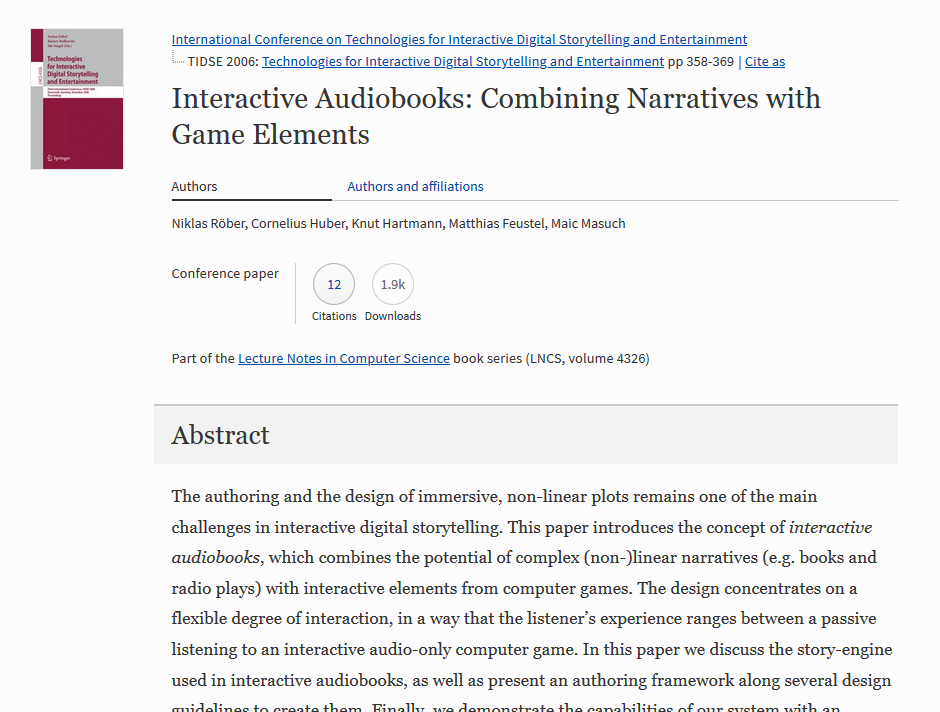 Technologies
for Interactive
Digital Storytelling
and Entertainment
Springer
International Conference on Technologies for Interactive Digital Storytelling and Entertainment
TIDSE 2006: Technologies for Interactive Digital Storytelling and Entertainment pp 358-369 | Cite as
Interactive Audiobooks: Combining Narratives with
Game Elements
Authors Authors and affiliations
Niklas Röber, Cornelius Huber, Knut Hartmann, Matthias Feustel, Maic Masuch
Conference paper
12 1.9k
Citations Downloads
Part of the Lecture Notes in Computer Science book series (LNCS, volume 4326)
Abstract
The authoring and the design of immersive, non-linear plots remains one of the main
challenges in interactive digital storytelling. This paper introduces the concept of interactive
audiobooks, which combines the potential of complex (non-)linear narratives (e.g. books and
radio plays) with interactive elements from computer games. The design concentrates on a
flexible degree of interaction, in a way that the listener’s experience ranges between a passive
listening to an interactive audio-only computer game. In this paper we discuss the story-engine
used in interactive audiobooks, as well as present an authoring framework along several design
guidelines to create them. Finally, we demonstrate the capabilities of our system with an